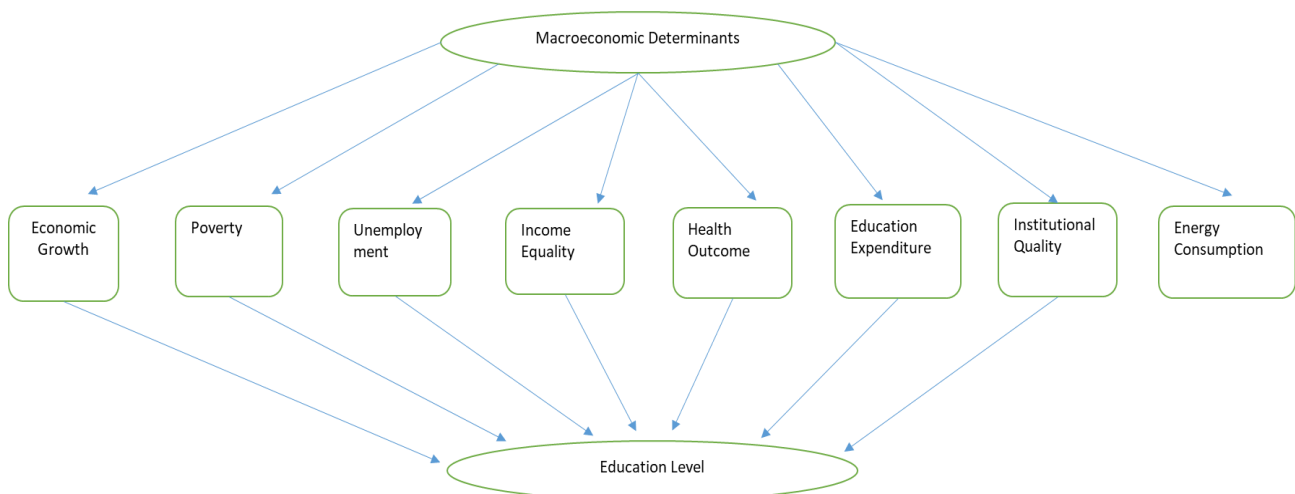 Macroeconomic Determinants
Economic
Growth
Poverty
Unemploy
ment
Income
Equality
Health
Outcome
Education
Expenditure
Institutional
Quality
Energy
Consumption
Education Level